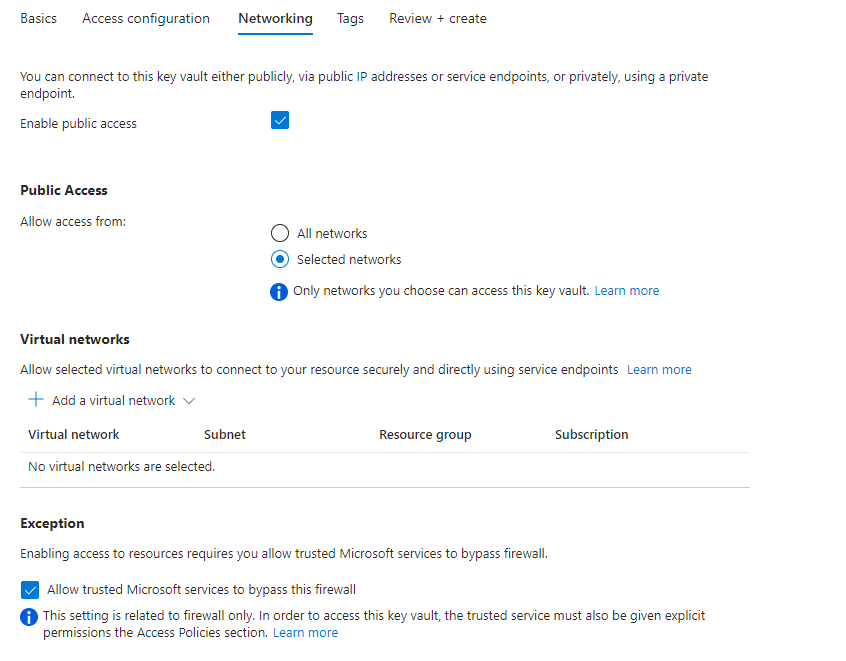 Basics Access configuration Networking Tags Review + create
You can connect to this key vault either publicly, via public IP addresses or service endpoints, or privately, using a private
endpoint.
Enable public access
Public Access
Allow access from:
All networks
Selected networks
Only networks you choose can access this key vault. Learn more
Virtual networks
Allow selected virtual networks to connect to your resource securely and directly using service endpoints Learn more
Add a virtual network
Virtual network Subnet Resource group Subscription
No virtual networks are selected.
Exception
Enabling access to resources requires you allow trusted Microsoft services to bypass firewall.
Allow trusted Microsoft services to bypass this firewall
This setting is related to firewall only. In order to access this key vault, the trusted service must also be given explicit
permissions the Access Policies section. Learn more